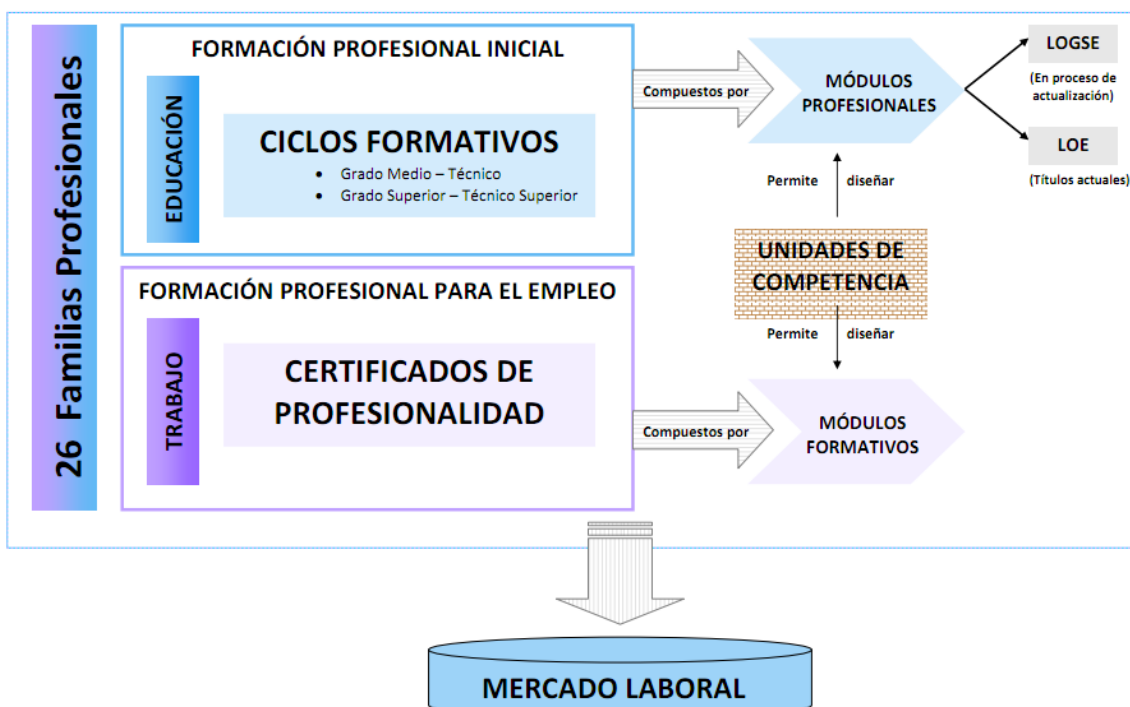 26 Familias Profesionales
FORMACIÓN PROFESIONAL INICIAL
EDUCACIÓN
CICLOS FORMATIVOS
• Grado Medio – Técnico
• Grado Superior – Técnico Superior
Compuestos por
MÓDULOS
PROFESIONALES
LOGSE
(En proceso de
actualización)
LOE
(Títulos actuales)
Permite diseñar
UNIDADES DE
COMPETENCIA
Permite diseñar
FORMACIÓN PROFESIONAL PARA EL EMPLEO
TRABAJO
CERTIFICADOS DE
PROFESIONALIDAD
Compuestos por
MÓDULOS
FORMATIVOS
MERCADO LABORAL